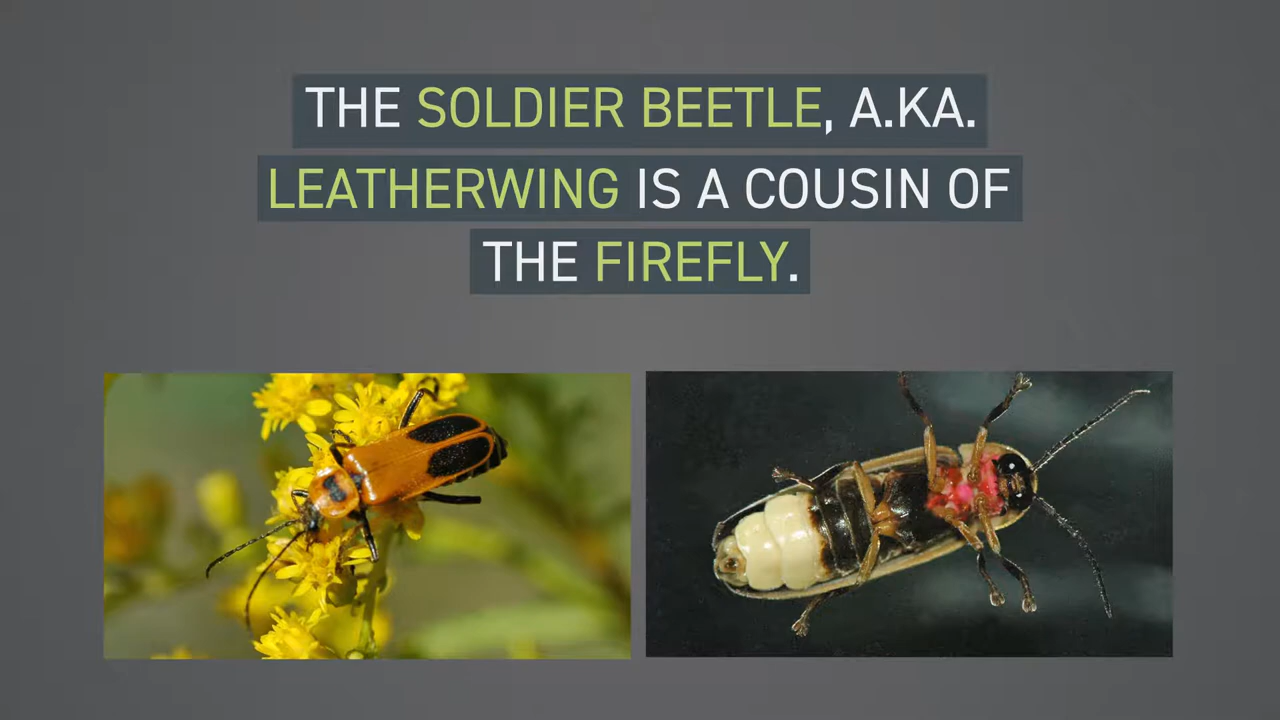 THE SOLDIER BEETLE, A.KA.
LEATHERWING IS A COUSIN OF
THE FIREFLY.